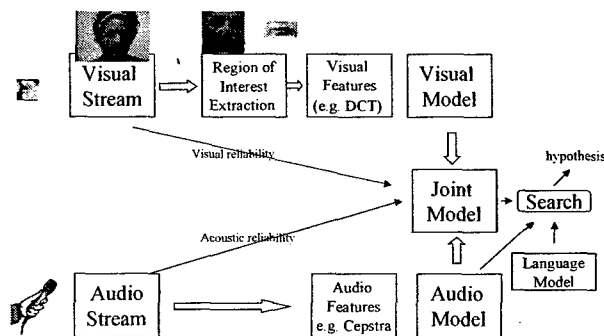 Visual
Stream
Region of
Interest
Extraction
Visual
Features
(e.g. DCT)
Visual
Model
Visual reliability
hypothesis
Joint
Model
Search
Acoustic reliability
Language
Model
Audio
Stream
Audio
Features
e.g. Cepstra
Audio
Model